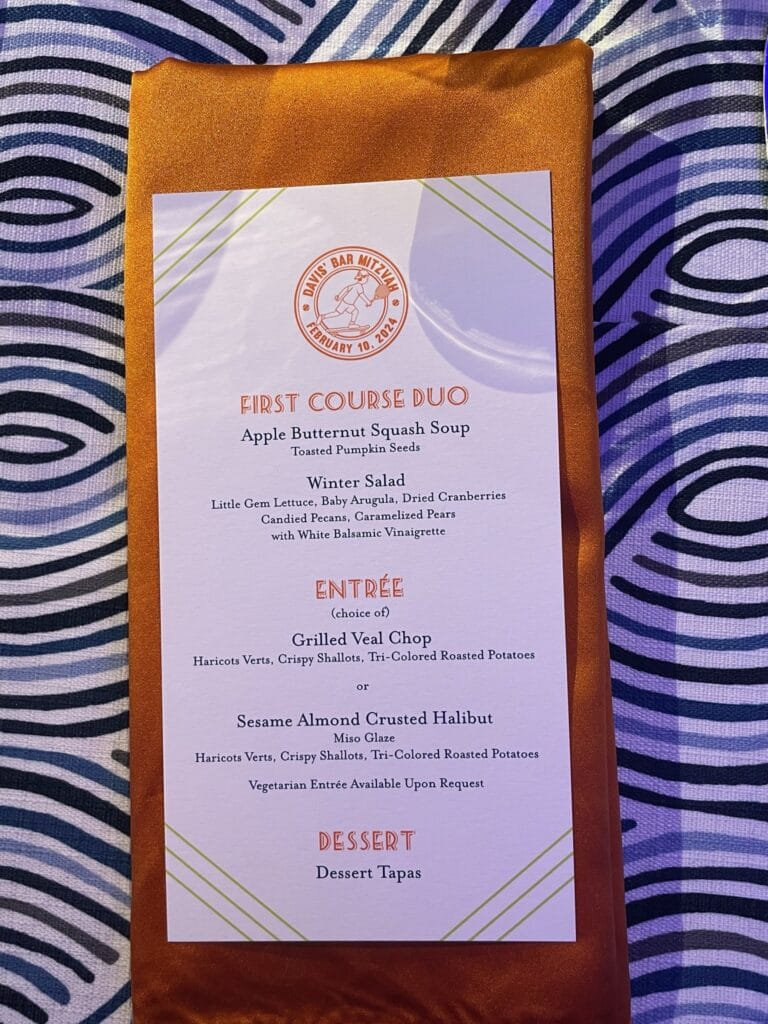 DAVIS' BAR MITZVAH
FEBRUARY 10, 2024
FIRST COURSE DUO
Apple Butternut Squash Soup
Toasted Pumpkin Seeds
Winter Salad
Little Gem Lettuce, Baby Arugula, Dried Cranberries
Candied Pecans, Caramelized Pears
with White Balsamic Vinaigrette
ENTRÉE
(choice of)
Grilled Veal Chop
Haricots Verts, Crispy Shallots, Tri-Colored Roasted Potatoes
or
Sesame Almond Crusted Halibut
Miso Glaze
Haricots Verts, Crispy Shallots, Tri-Colored Roasted Potatoes
Vegetarian Entrée Available Upon Request
DESSERT
Dessert Tapas